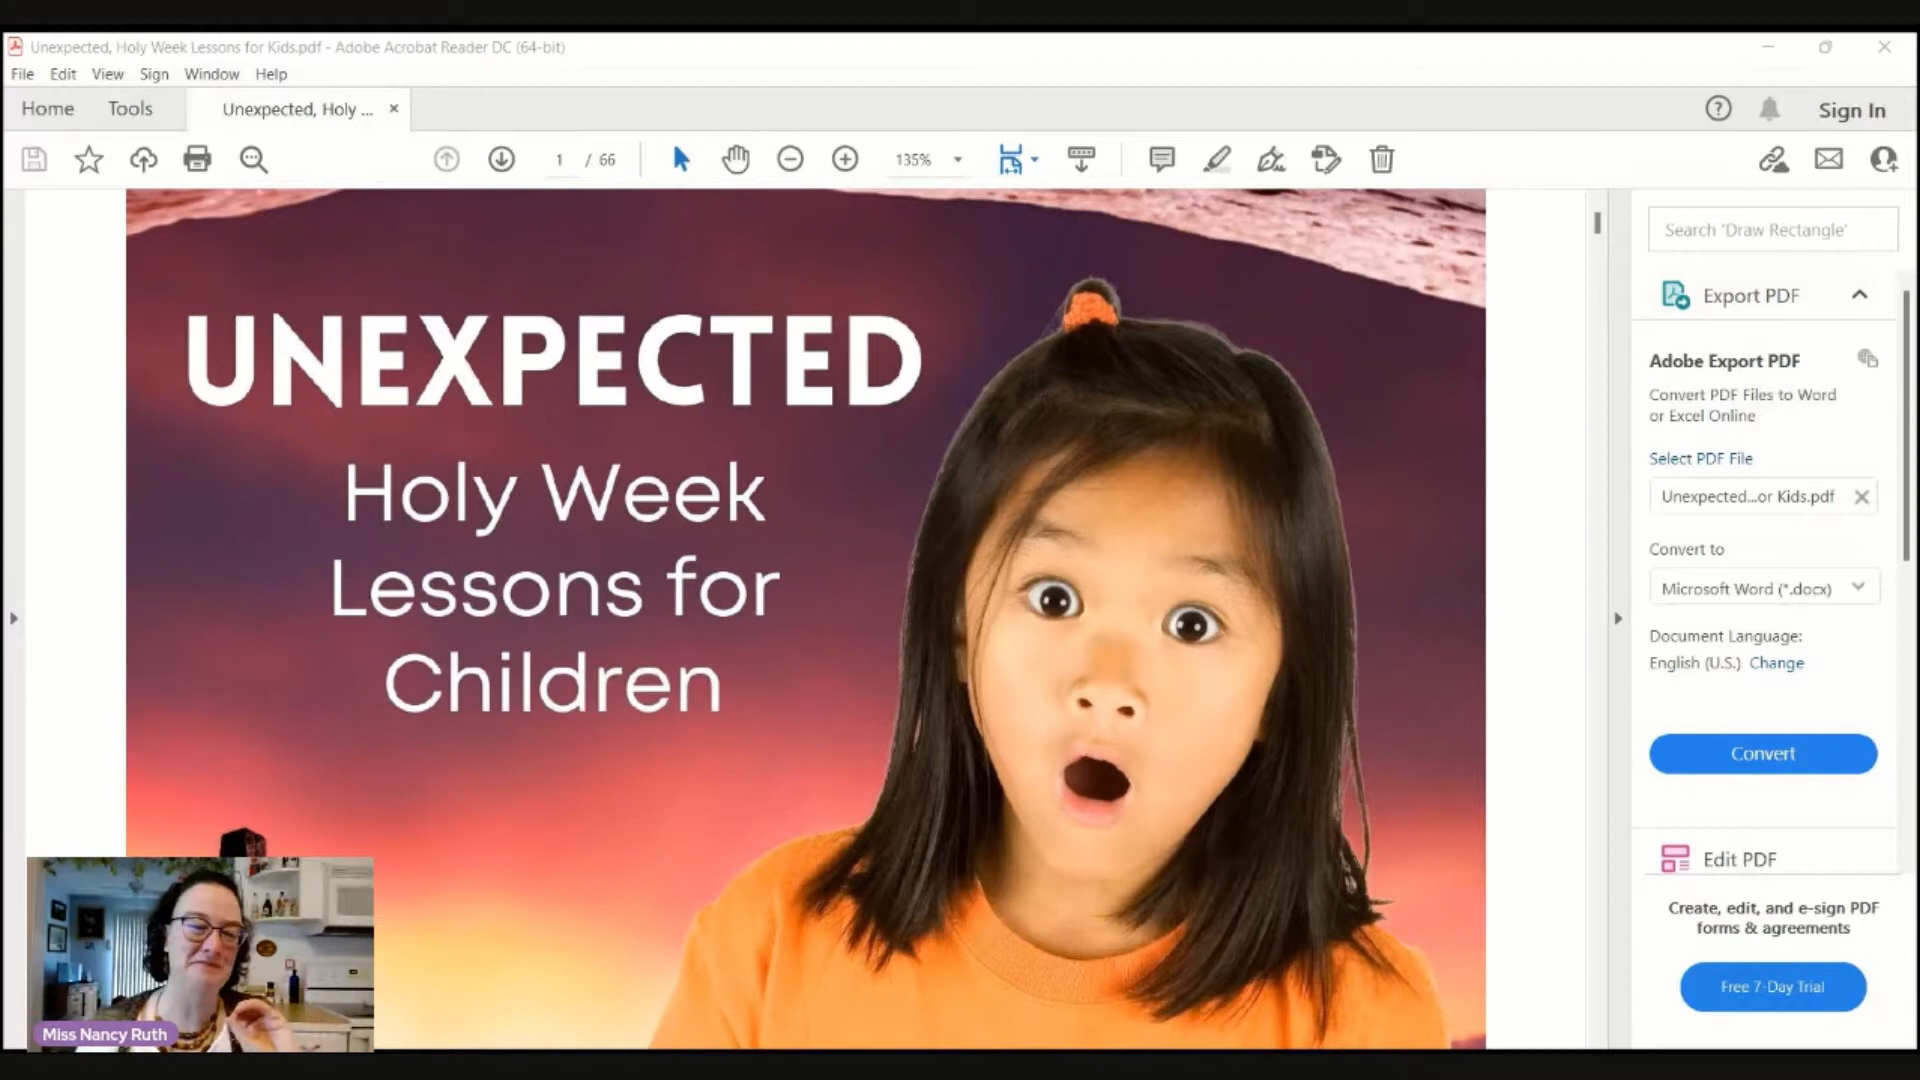 Unexpected, Holy Week Lessons for Kids.pdf - Adobe Acrobat Reader DC (64-bit)
File Edit View Sign Window Help
Home Tools Unexpected, Holy ... Sign In
1 / 66 135%
Search 'Draw Rectangle'
Export PDF
Adobe Export PDF
Convert PDF Files to Word
or Excel Online
Select PDF File
Unexpected...or Kids.pdf
Convert to
Microsoft Word (*.docx)
Document Language:
English (U.S.) Change
Convert
Edit PDF
Create, edit, and e-sign PDF
forms & agreements
Free 7-Day Trial
UNEXPECTED
Holy Week
Lessons for
Children
Miss Nancy Ruth